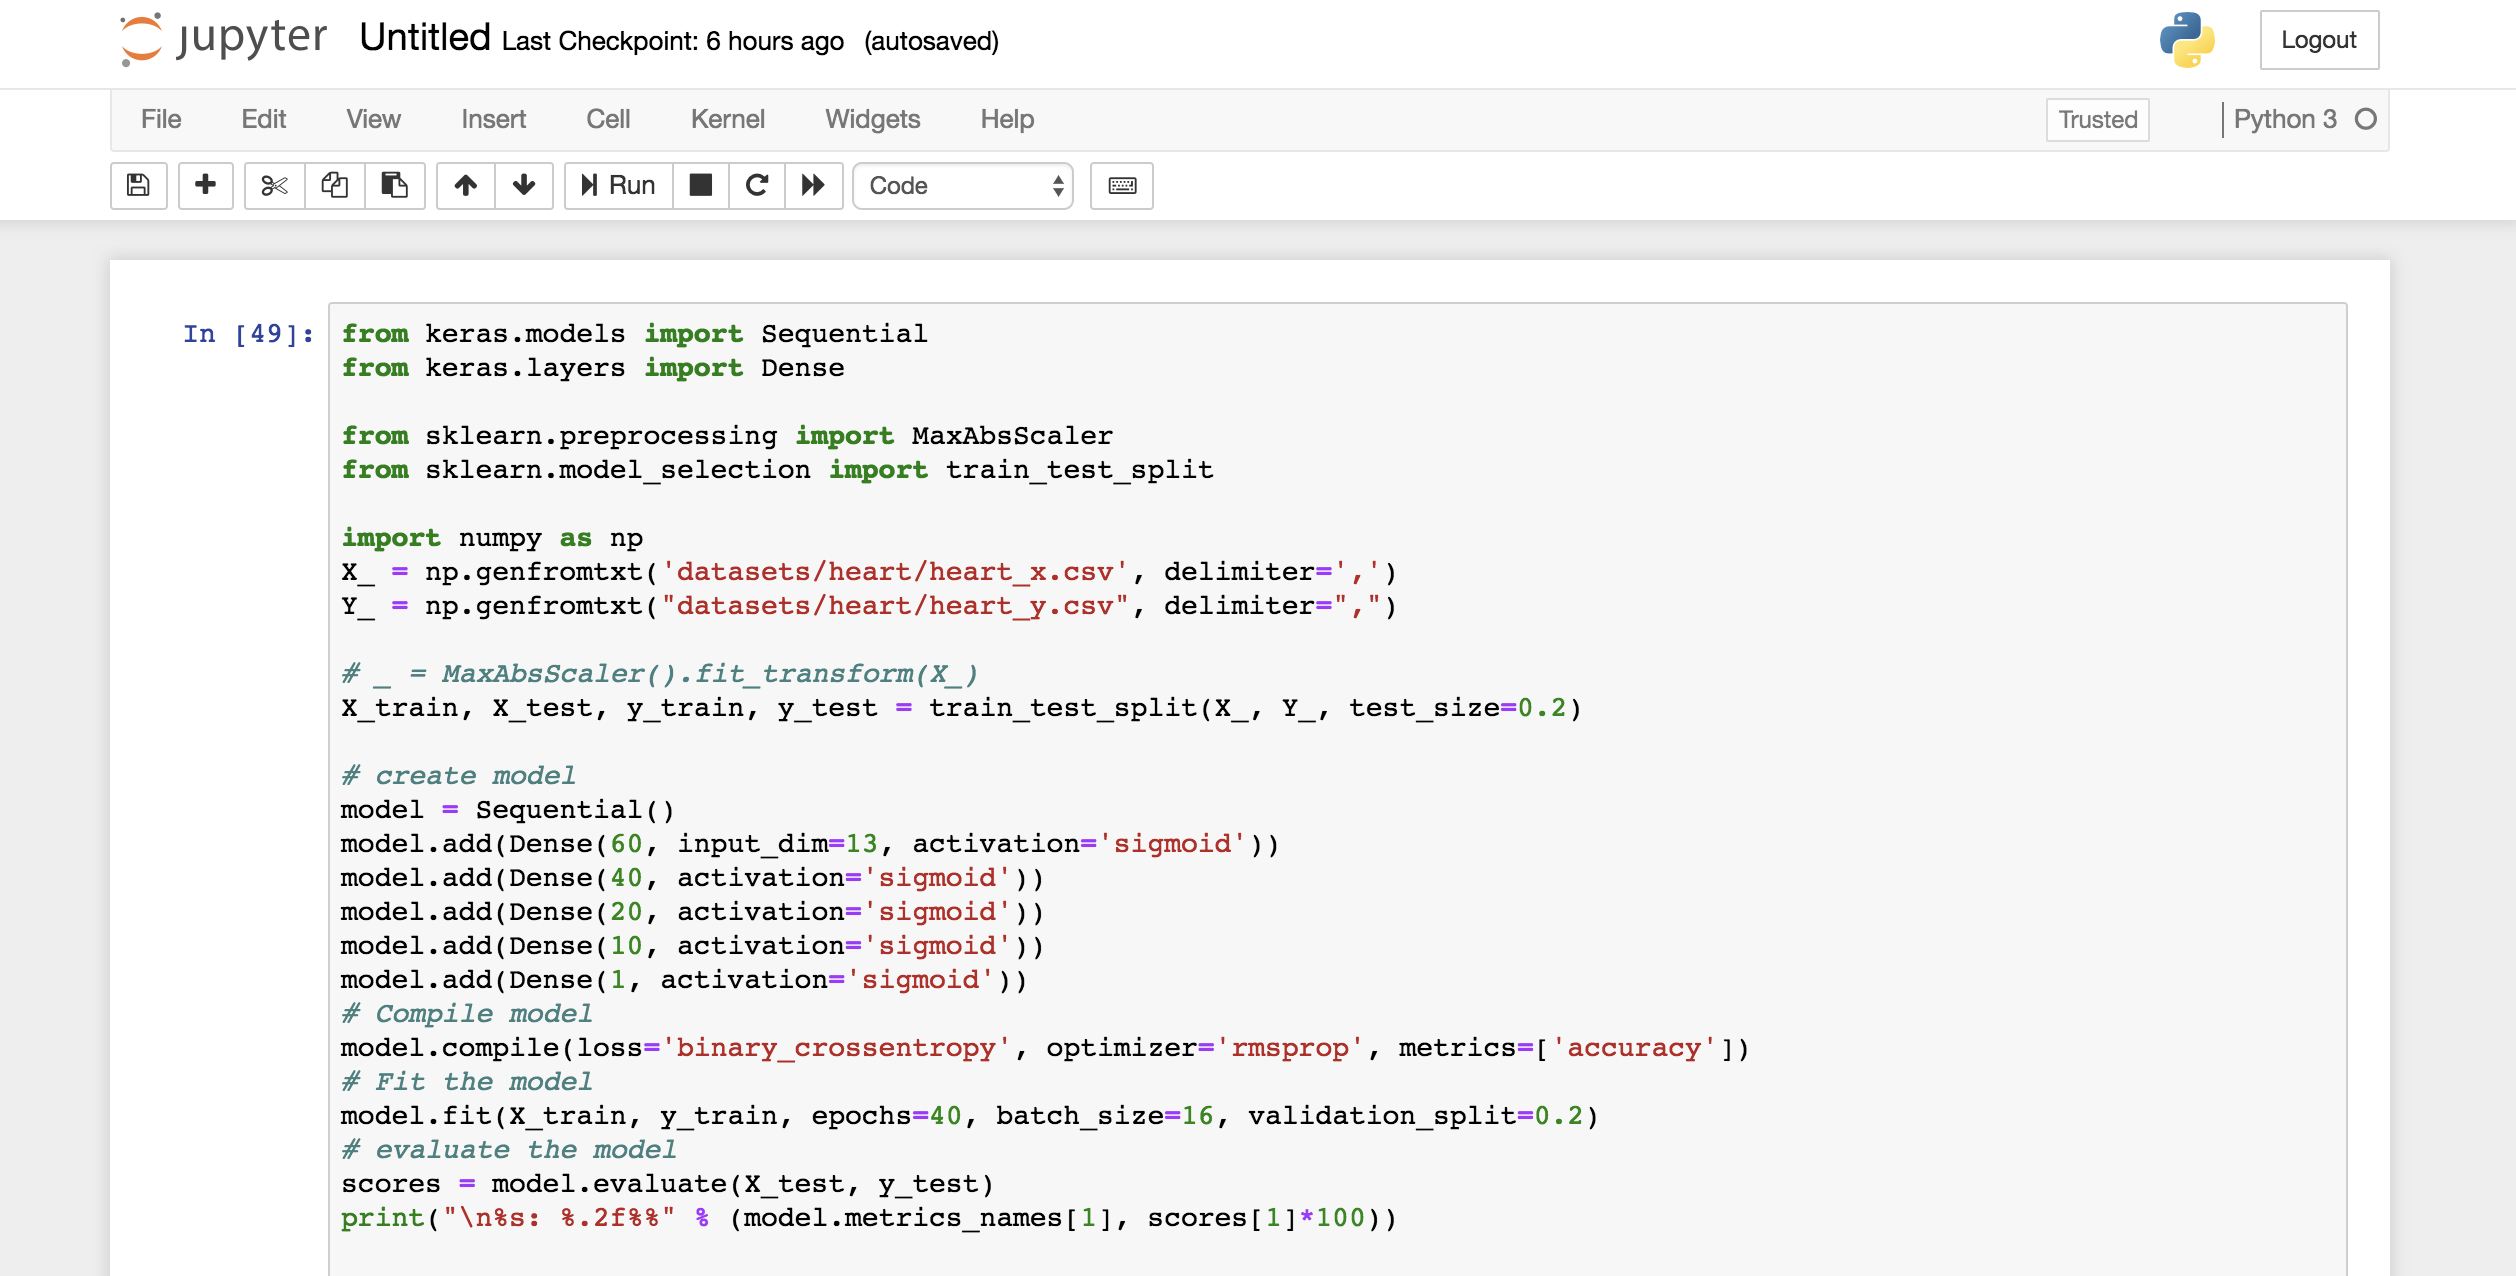 jupyter Untitled Last Checkpoint: 6 hours ago (autosaved) Logout
File Edit View Insert Cell Kernel Widgets Help Trusted Python 3
Run Code
In [49]:
from keras.models import Sequential
from keras.layers import Dense
from sklearn.preprocessing import MaxAbsScaler
from sklearn.model_selection import train_test_split
import numpy as np
X_ = np.genfromtxt('datasets/heart/heart_x.csv', delimiter=',')
Y_ = np.genfromtxt("datasets/heart/heart_y.csv", delimiter=",")
# _ = MaxAbsScaler().fit_transform(X_)
X_train, X_test, y_train, y_test = train_test_split(X_, Y_, test_size=0.2)
# create model
model = Sequential()
model.add(Dense(60, input_dim=13, activation='sigmoid'))
model.add(Dense(40, activation='sigmoid'))
model.add(Dense(20, activation='sigmoid'))
model.add(Dense(10, activation='sigmoid'))
model.add(Dense(1, activation='sigmoid'))
# Compile model
model.compile(loss='binary_crossentropy', optimizer='rmsprop', metrics=['accuracy'])
# Fit the model
model.fit(X_train, y_train, epochs=40, batch_size=16, validation_split=0.2)
# evaluate the model
scores = model.evaluate(X_test, y_test)
print("\n%s: %.2f%%" % (model.metrics_names[1], scores[1]*100))